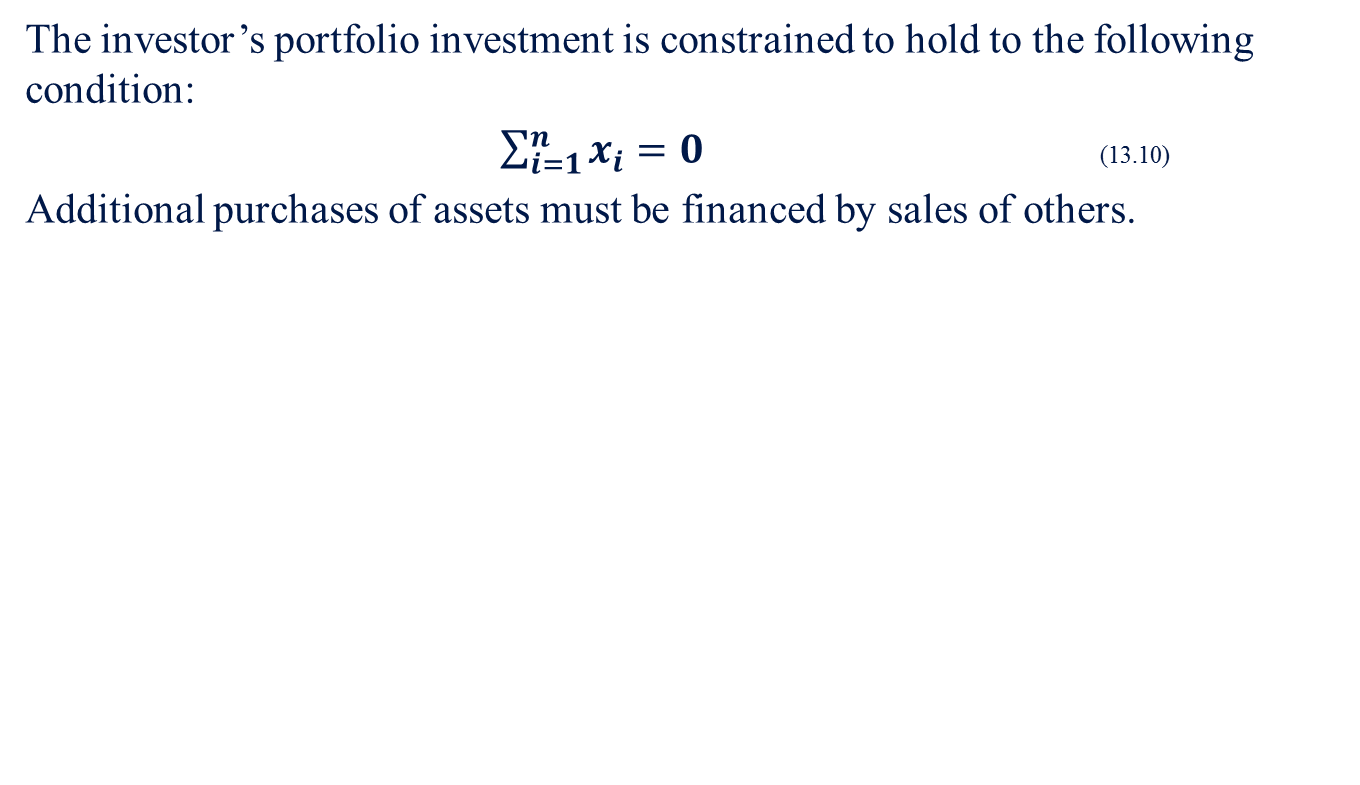 The investor’s portfolio investment is constrained to hold to the following
condition:
∑ⁿᵢ₌₁ xᵢ = 0 (13.10)
Additional purchases of assets must be financed by sales of others.